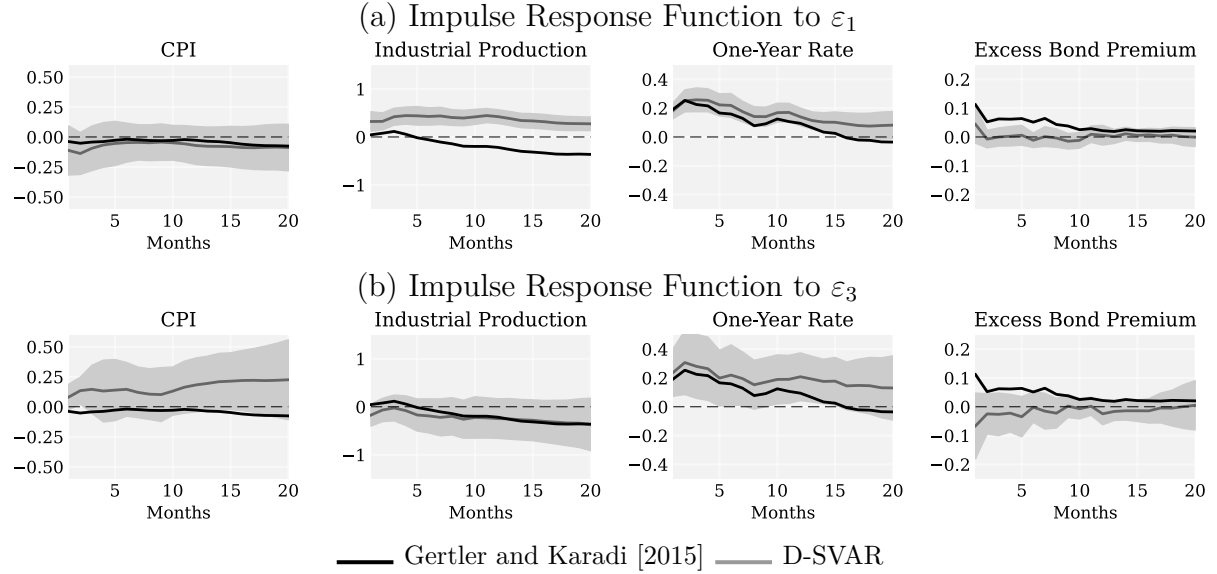 (a) Impulse Response Function to ε₁
CPI
Industrial Production
One-Year Rate
Excess Bond Premium
0.50
0.25
0.00
−0.25
−0.50
1
0
−1
0.4
0.2
0.0
−0.2
−0.4
0.2
0.1
0.0
−0.1
−0.2
5 10 15 20
5 10 15 20
5 10 15 20
5 10 15 20
Months
Months
Months
Months
(b) Impulse Response Function to ε₃
CPI
Industrial Production
One-Year Rate
Excess Bond Premium
0.50
0.25
0.00
−0.25
−0.50
1
0
−1
0.4
0.2
0.0
−0.2
−0.4
0.2
0.1
0.0
−0.1
−0.2
5 10 15 20
5 10 15 20
5 10 15 20
5 10 15 20
Months
Months
Months
Months
Gertler and Karadi [2015] D-SVAR